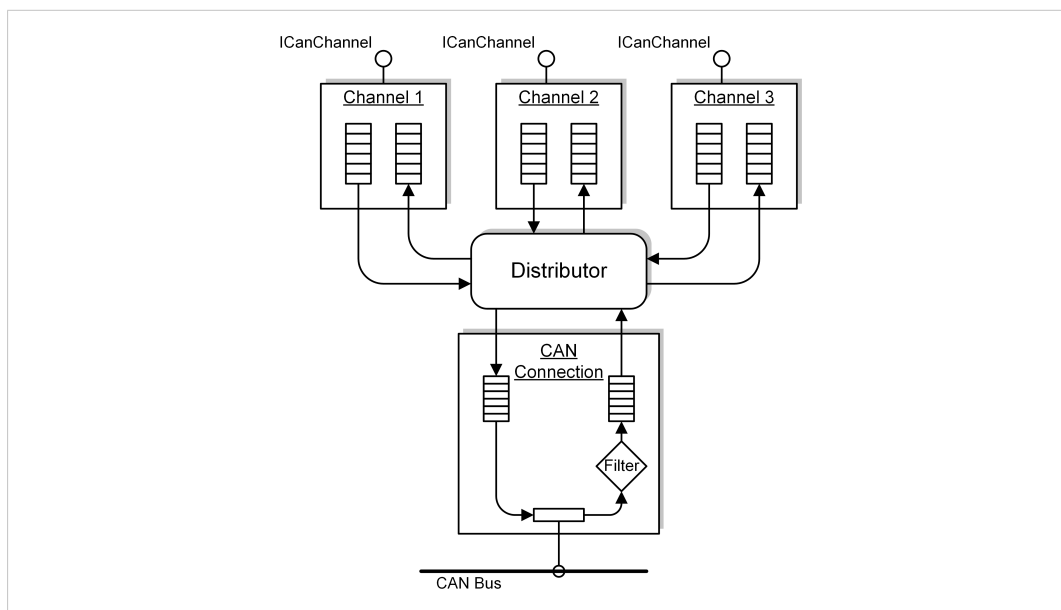 ICanChannel
ICanChannel
ICanChannel
Channel 1
Channel 2
Channel 3
Distributor
CAN
Connection
Filter
CAN Bus